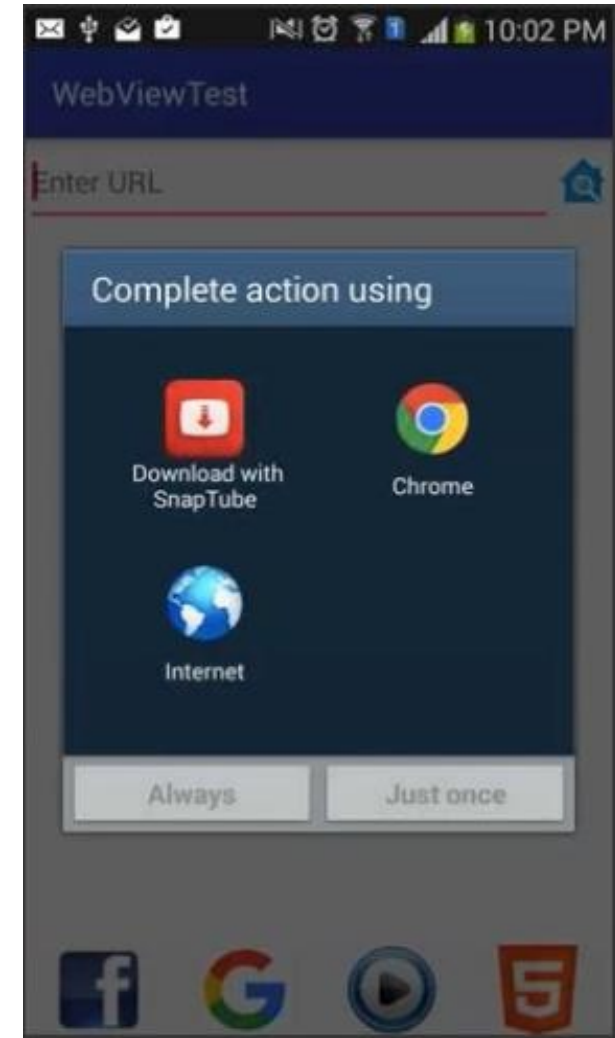 10:02 PM
WebViewTest
Enter URL
Complete action using
Download with
SnapTube
Chrome
Internet
Always
Just once